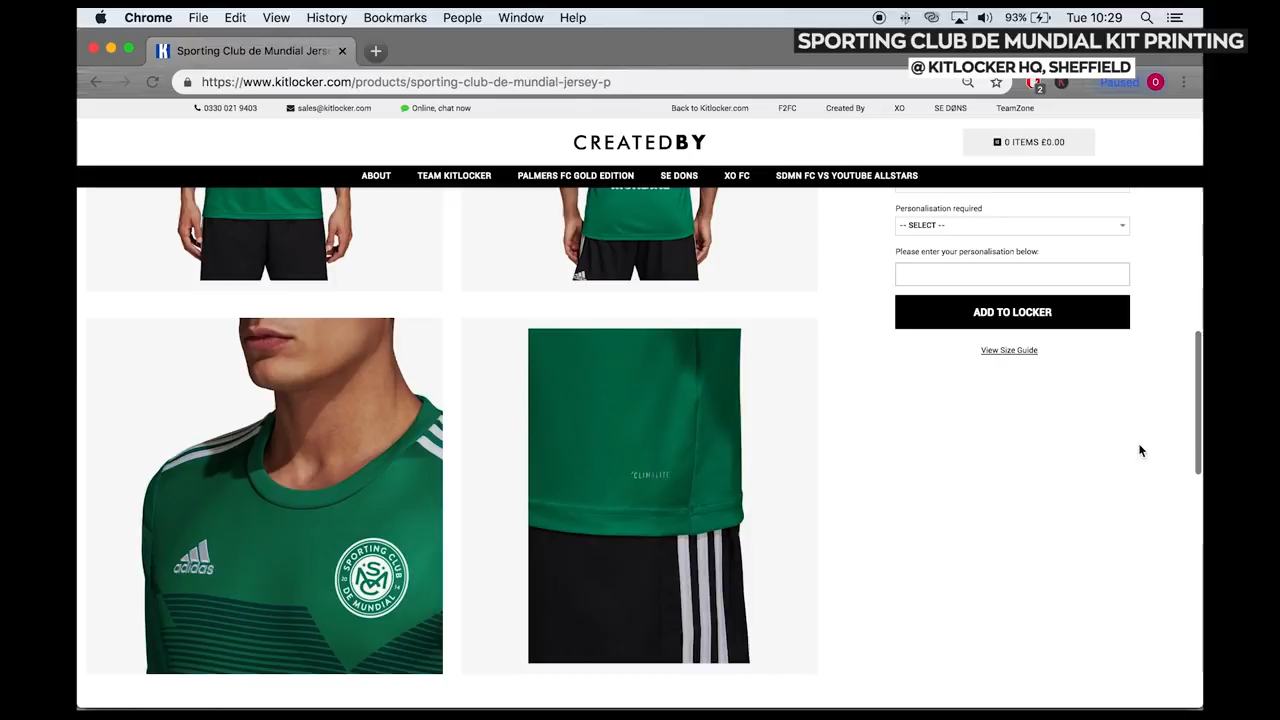 Chrome File Edit View History Bookmarks People Window Help 93% Tue 10:29
SPORTING CLUB DE MUNDIAL KIT PRINTING
Sporting Club de Mundial Jers
@ KITLOCKER HQ, SHEFFIELD
https://www.kitlocker.com/products/sporting-club-de-mundial-jersey-p
2
Paused
O
0330 021 9403 sales@kitlocker.com Online, chat now Back to Kitlocker.com F2FC Created By XO SE DØNS TeamZone
CREATEDBY
0 ITEMS £0.00
ABOUT TEAM KITLOCKER PALMERS FC GOLD EDITION SE DONS XO FC SDMN FC VS YOUTUBE ALLSTARS
Personalisation required
-- SELECT --
Please enter your personalisation below:
ADD TO LOCKER
View Size Guide
adidas
SPORTING CLUB
20 14
DE MUNDIAL
CLIMALITE